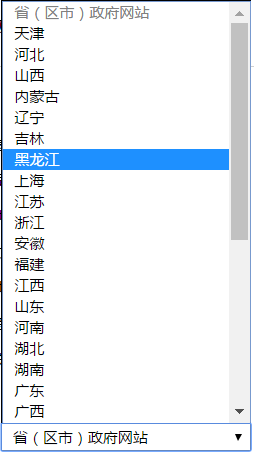 省（区市）政府网站
天津
河北
山西
内蒙古
辽宁
吉林
黑龙江
上海
江苏
浙江
安徽
福建
江西
山东
河南
湖北
湖南
广东
广西
省（区市）政府网站